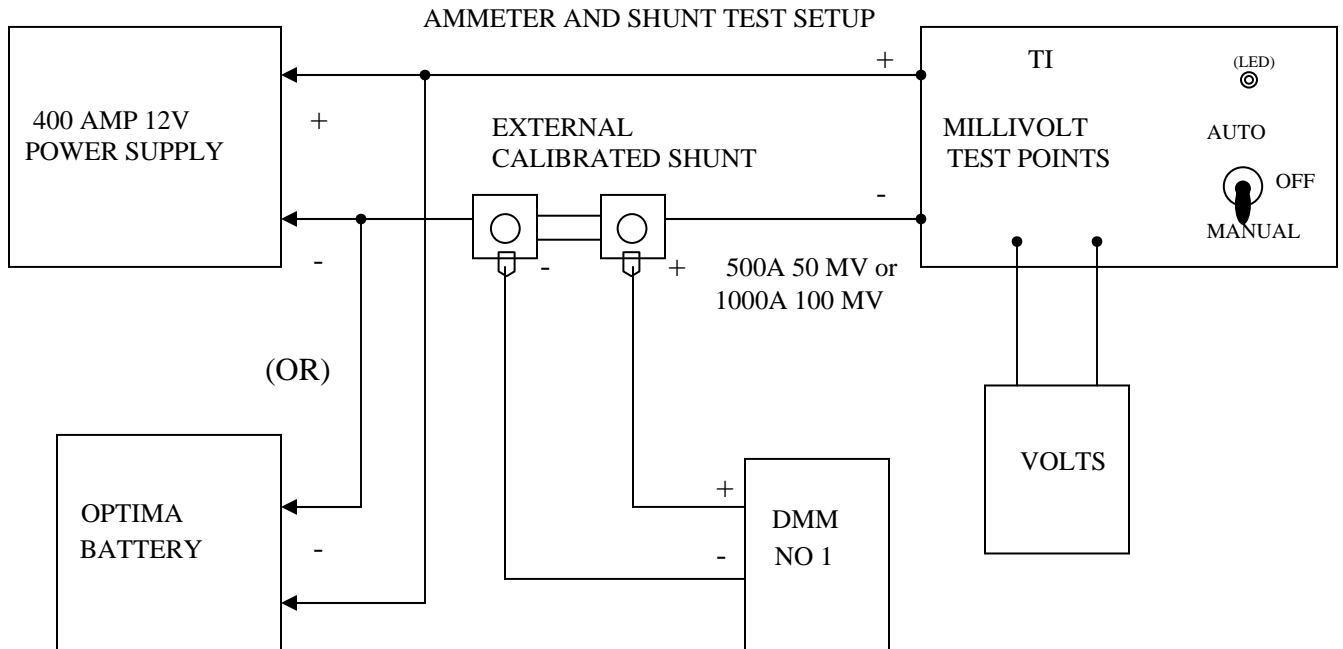 AMMETER AND SHUNT TEST SETUP
400 AMP 12V
POWER SUPPLY
+
-
EXTERNAL
CALIBRATED SHUNT
-
+
500A 50 MV or
1000A 100 MV
+
-
TI
(LED)
MILLIVOLT
TEST POINTS
AUTO
OFF
MANUAL
(OR)
OPTIMA
BATTERY
-
+
-
DMM
NO 1
VOLTS